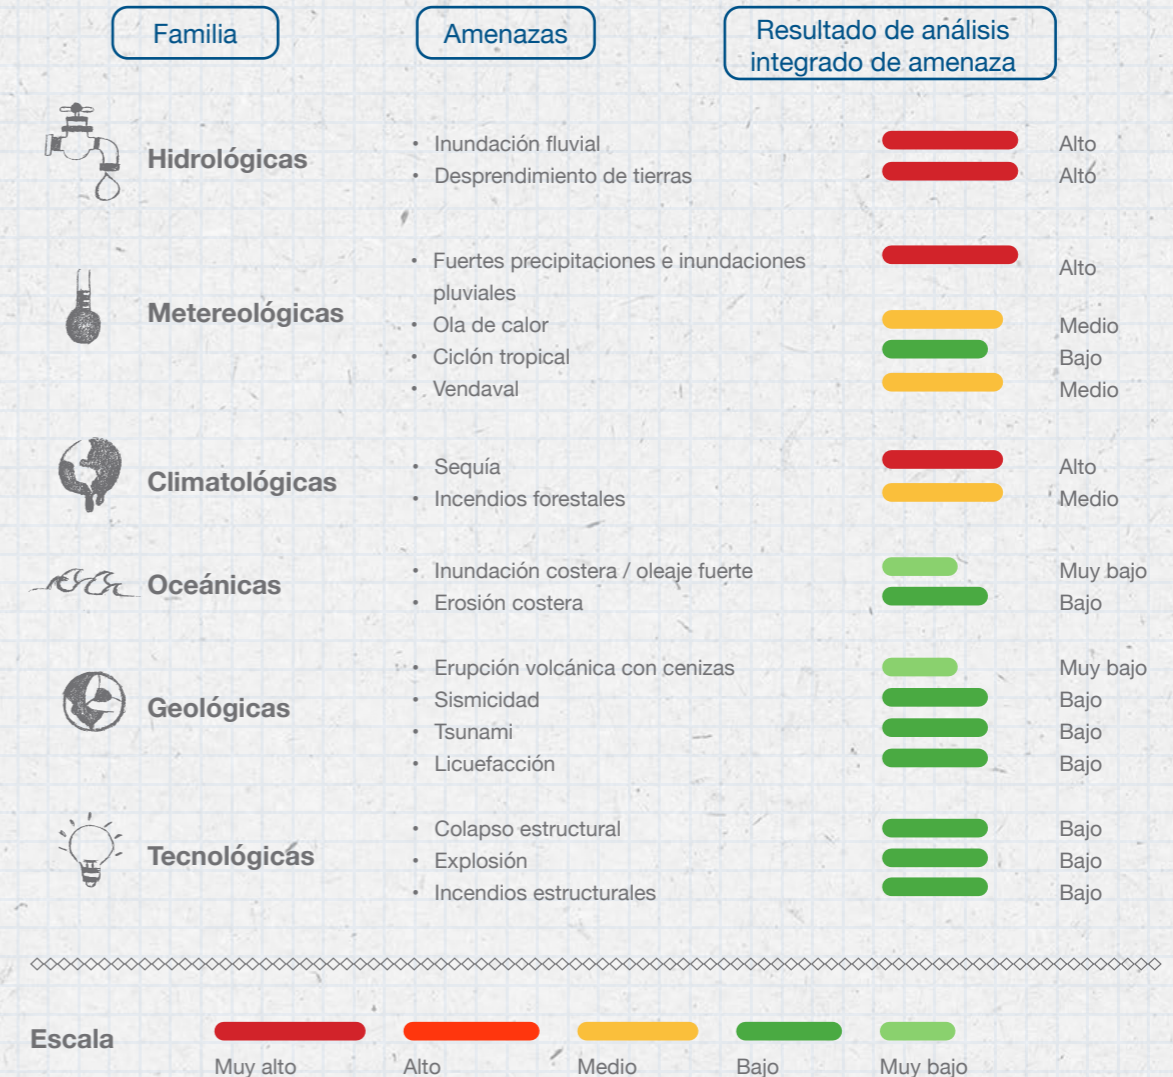 Familia
Amenazas
Resultado de análisis
integrado de amenaza
Hidrológicas
• Inundación fluvial Alto
• Desprendimiento de tierras Alto
Metereológicas
• Fuertes precipitaciones e inundaciones
pluviales Alto
• Ola de calor Medio
• Ciclón tropical Bajo
• Vendaval Medio
Climatológicas
• Sequía Alto
• Incendios forestales Medio
Oceánicas
• Inundación costera / oleaje fuerte Muy bajo
• Erosión costera Bajo
Geológicas
• Erupción volcánica con cenizas Muy bajo
• Sismicidad Bajo
• Tsunami Bajo
• Licuefacción Bajo
Tecnológicas
• Colapso estructural Bajo
• Explosión Bajo
• Incendios estructurales Bajo
Escala
Muy alto Alto Medio Bajo Muy bajo